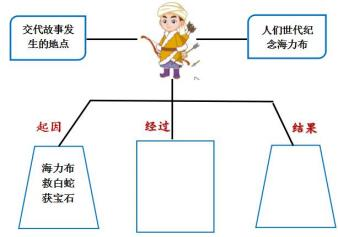 交代故事发
生的地点
人们世代纪
念海力布
起因
经过
结果
海力布
救白蛇
获宝石